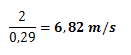 2/0,29 = 6,82 m/s